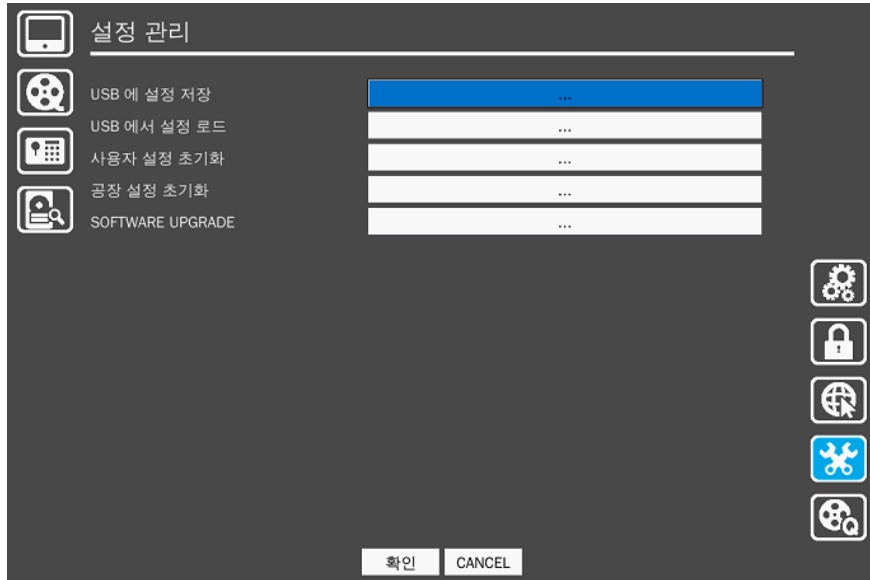 설정 관리
USB 에 설정 저장 ...
USB 에서 설정 로드 ...
사용자 설정 초기화 ...
공장 설정 초기화 ...
SOFTWARE UPGRADE ...
Q
확인 CANCEL